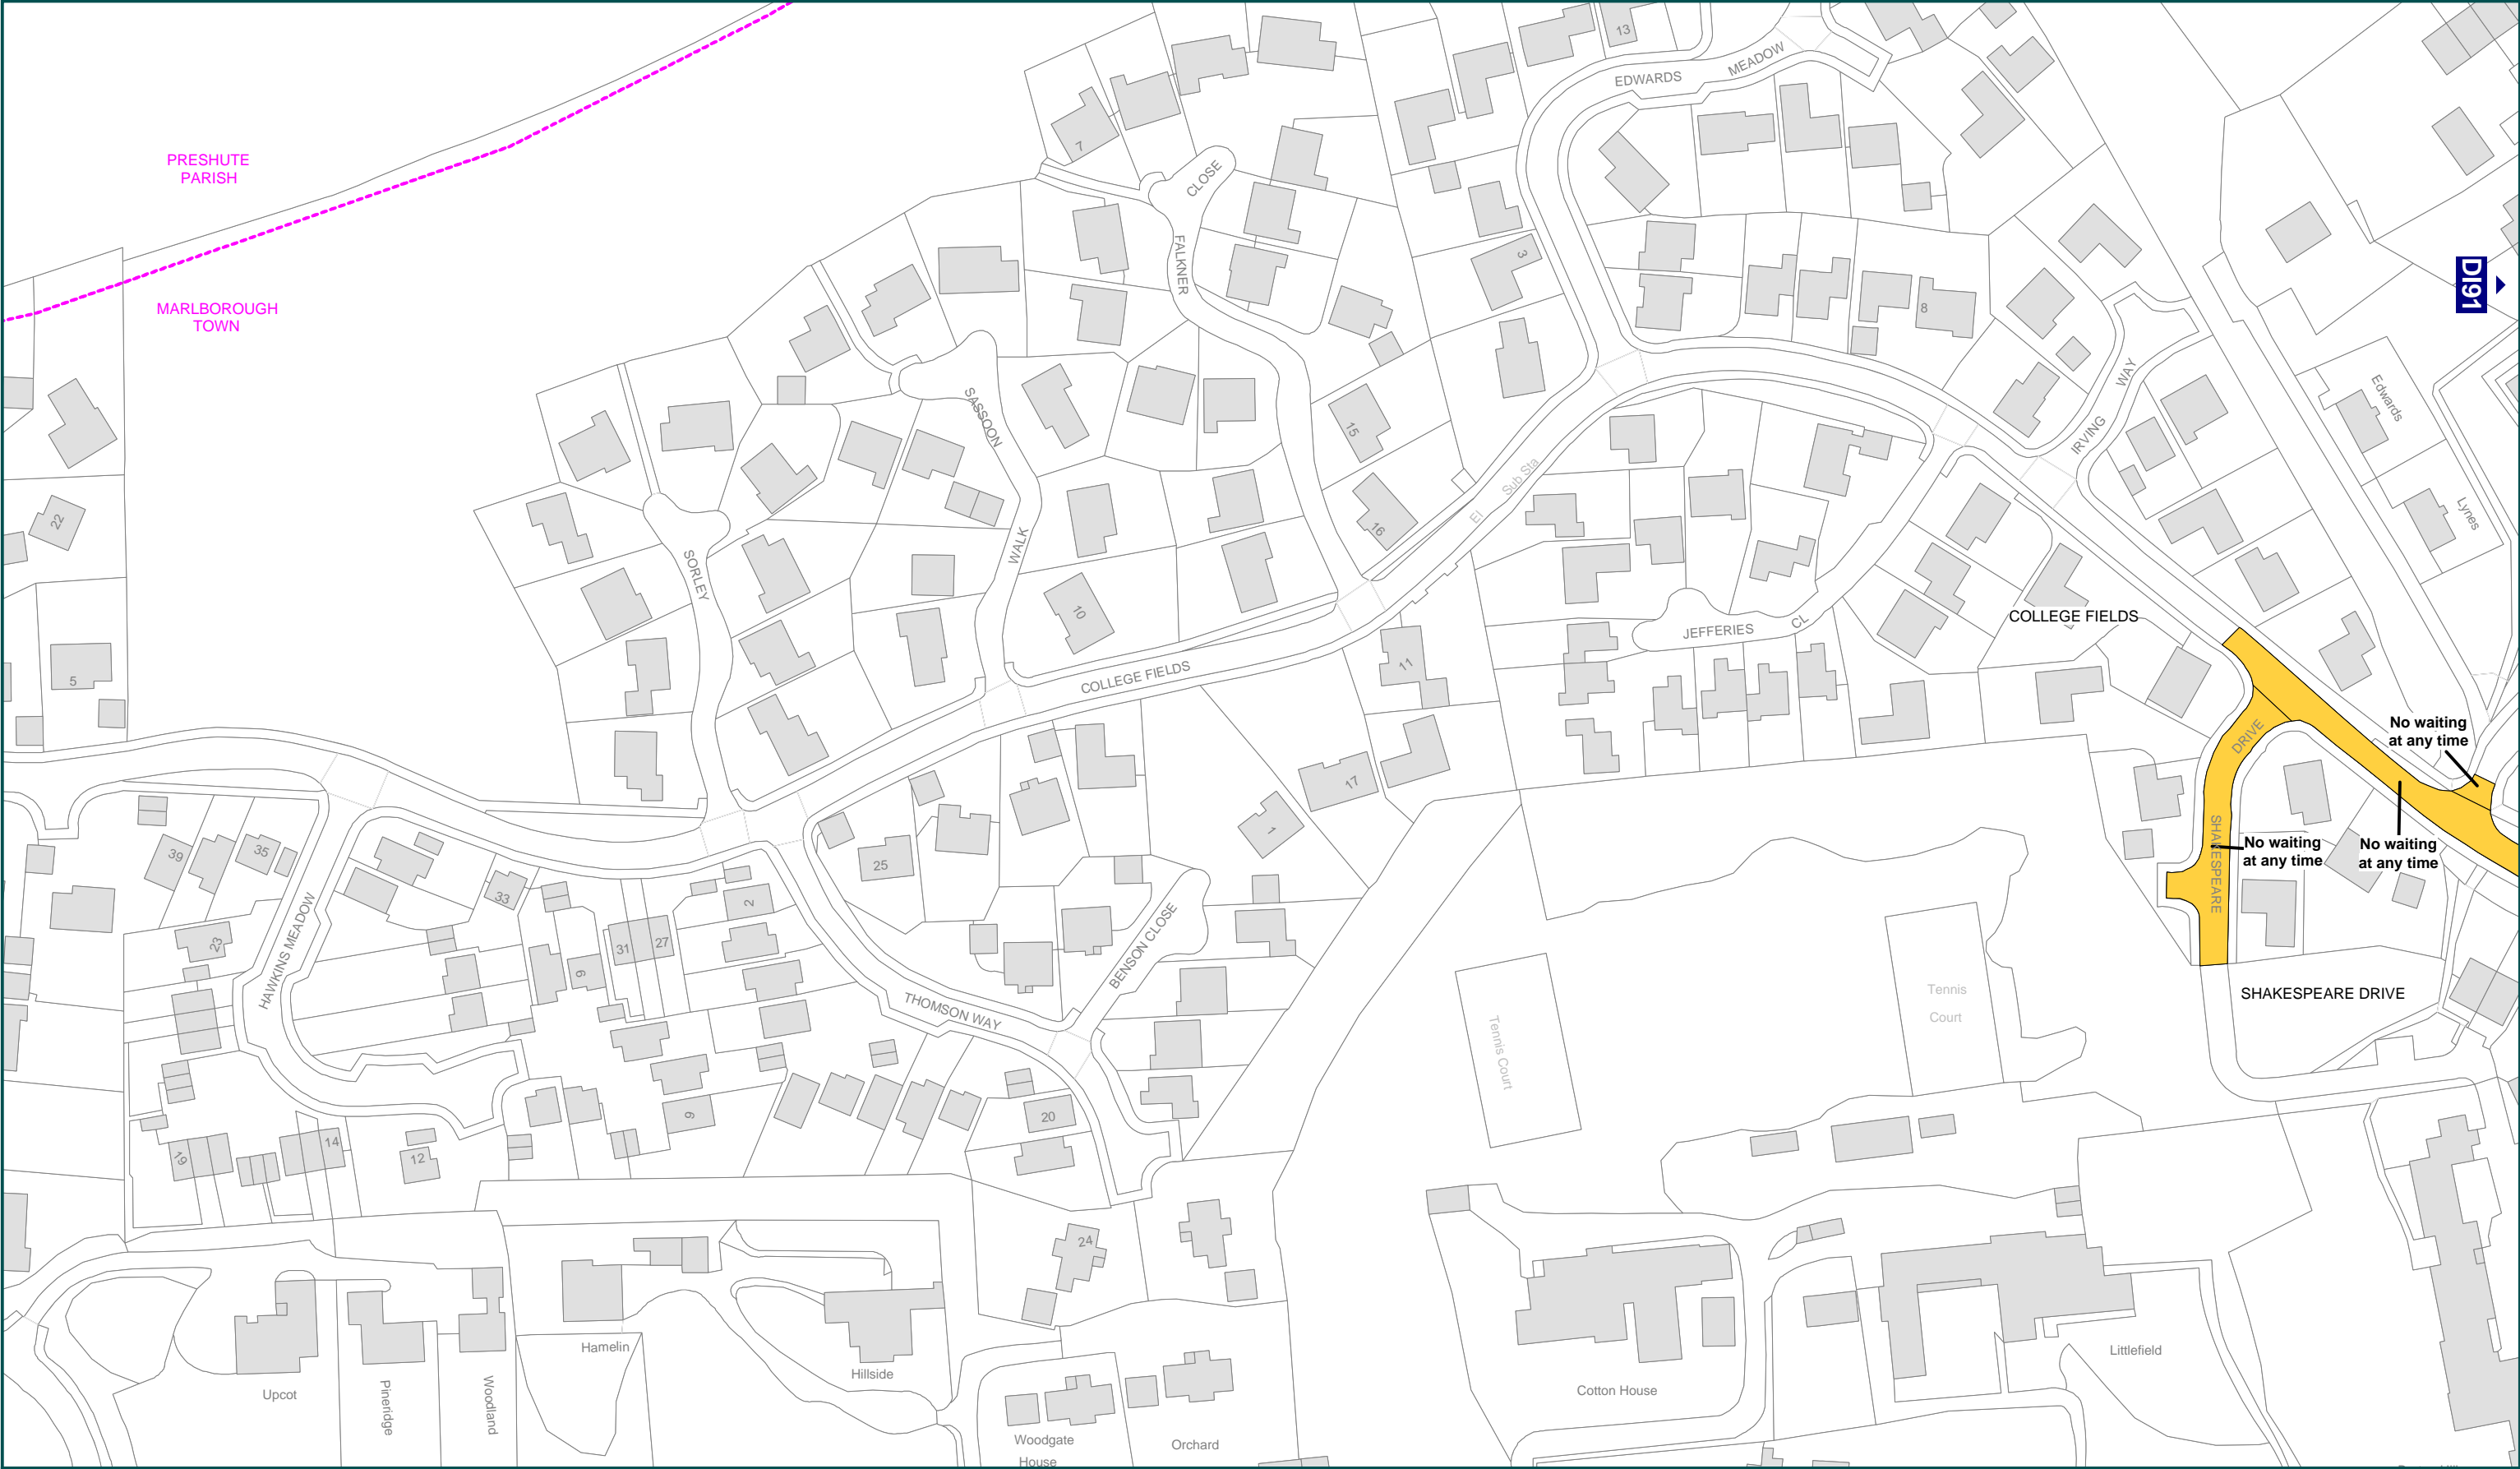 13
EDWARDS
MEADOW
PRESHUTE
PARISH
7
CLOSE
MARLBOROUGH
TOWN
FALKNER
3
8
DI91
WAY
IRVING
Edwards
Lynes
SASSOON
15
16
El
Sub Sta
22
SORLEY
WALK
10
COLLEGE FIELDS
JEFFERIES
CL
COLLEGE FIELDS
11
5
17
1
No waiting
at any time
DRIVE
SHAKESPEARE
No waiting
at any time
No waiting
at any time
39
35
33
25
2
23
31
27
6
HAWKINS MEADOW
BENSON CLOSE
THOMSON WAY
Tennis
Court
Tennis Court
SHAKESPEARE DRIVE
9
20
19
14
12
24
Hamelin
Hillside
Upcot
Pineridge
Woodland
Woodgate
House
Orchard
Cotton House
Littlefield